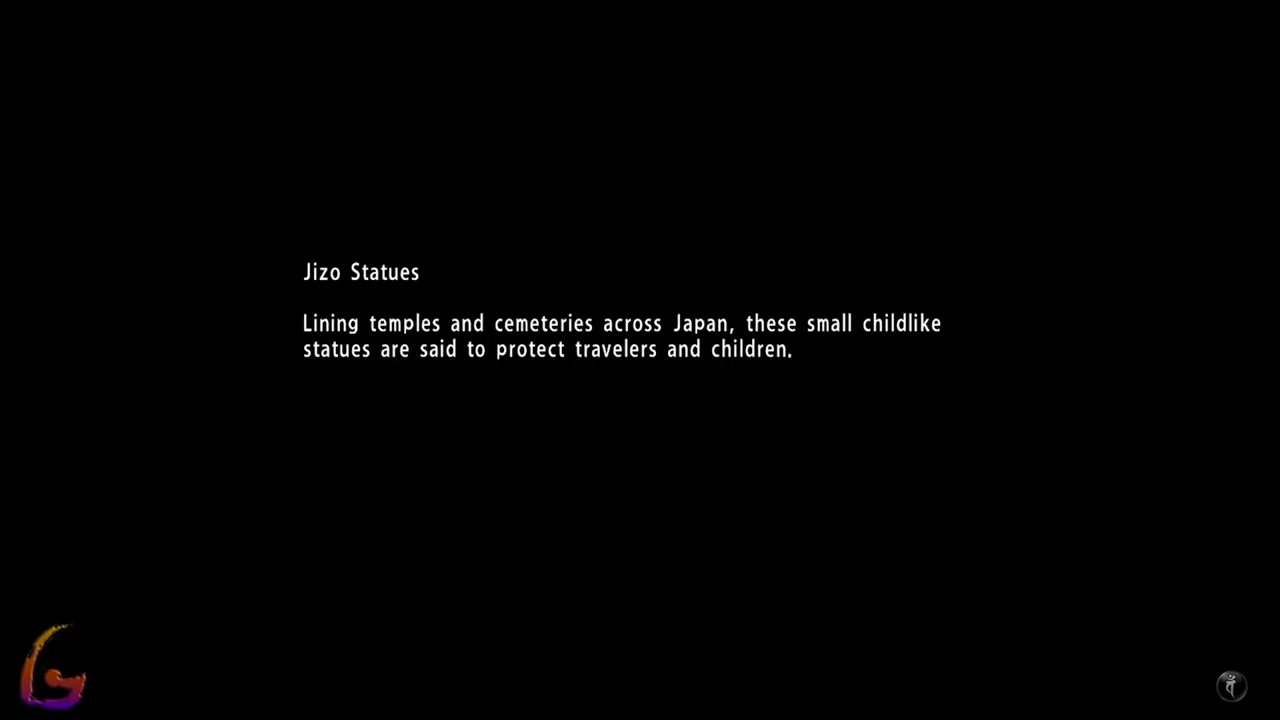 Jizo Statues
Lining temples and cemeteries across Japan, these small childlike
statues are said to protect travelers and children.